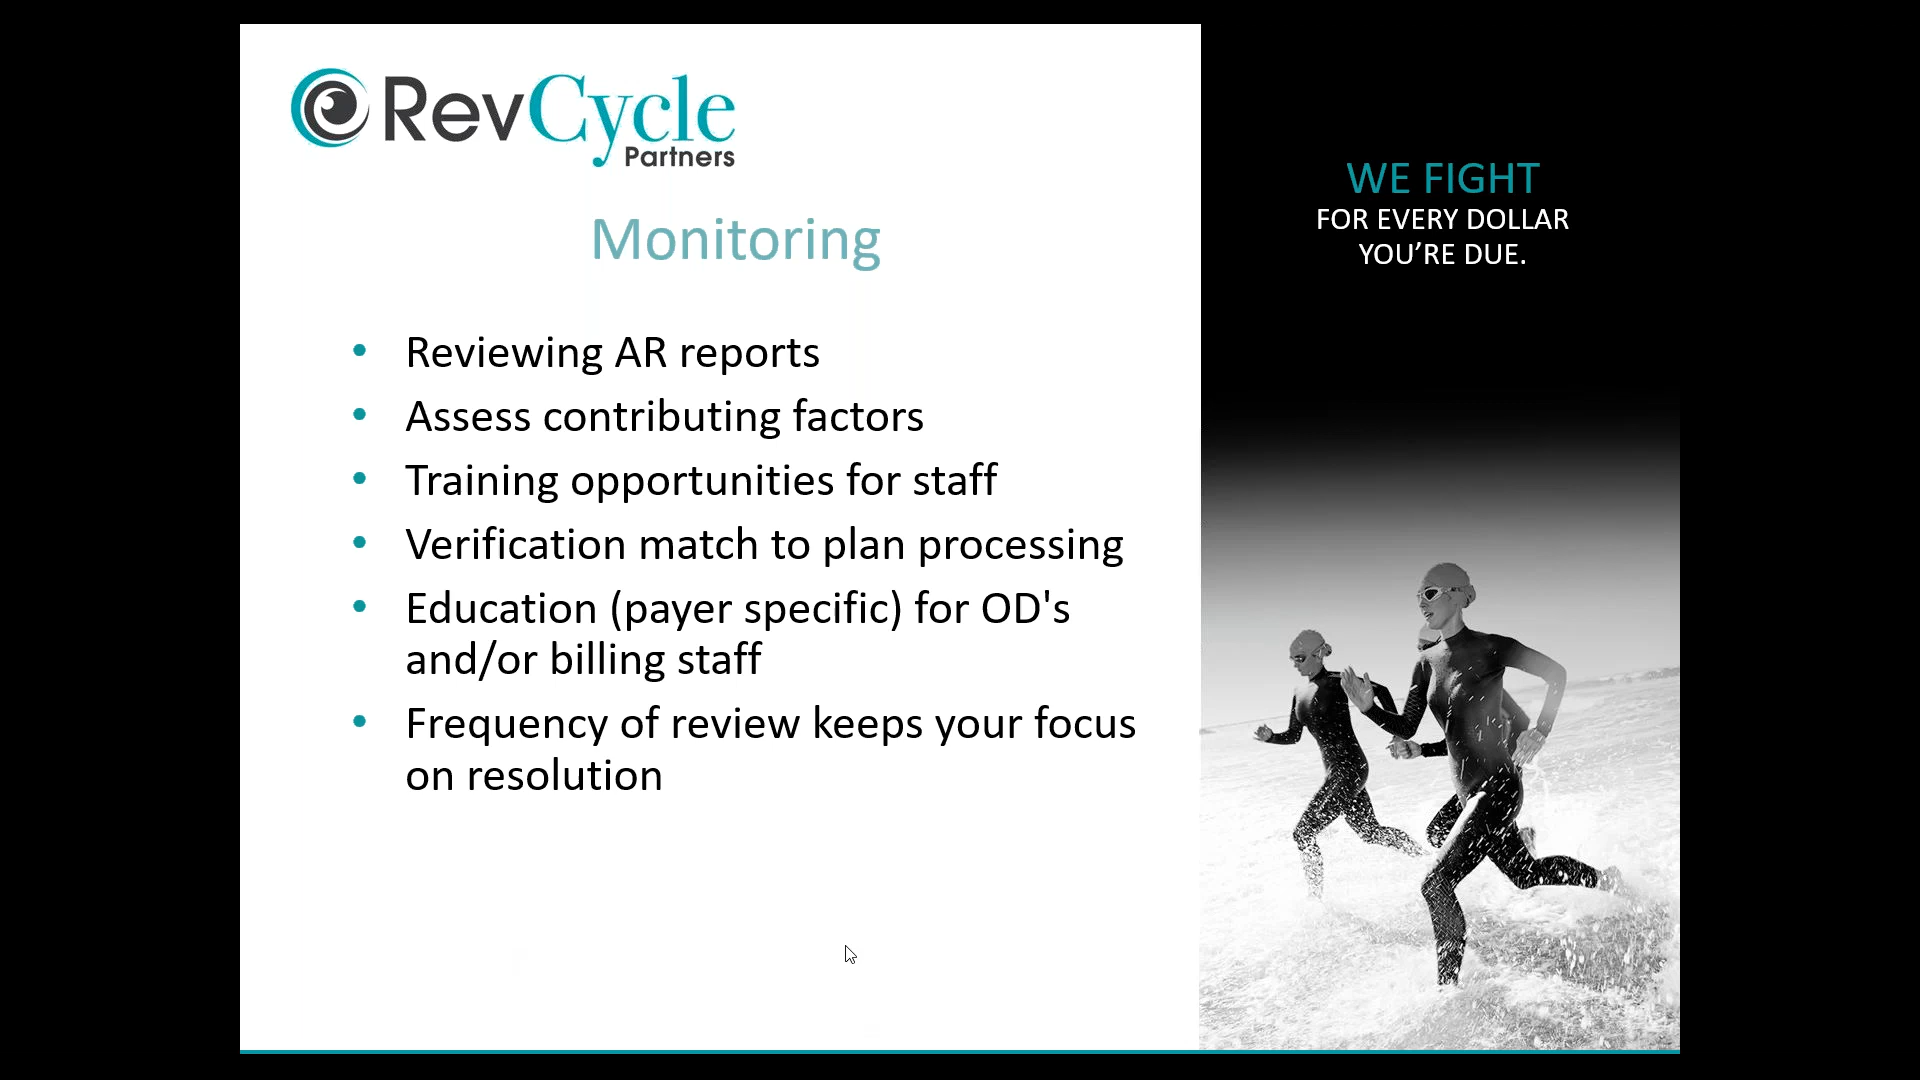 RevCycle
Partners
Monitoring
• Reviewing AR reports
• Assess contributing factors
• Training opportunities for staff
• Verification match to plan processing
• Education (payer specific) for OD's
and/or billing staff
• Frequency of review keeps your focus
on resolution
WE FIGHT
FOR EVERY DOLLAR
YOU’RE DUE.